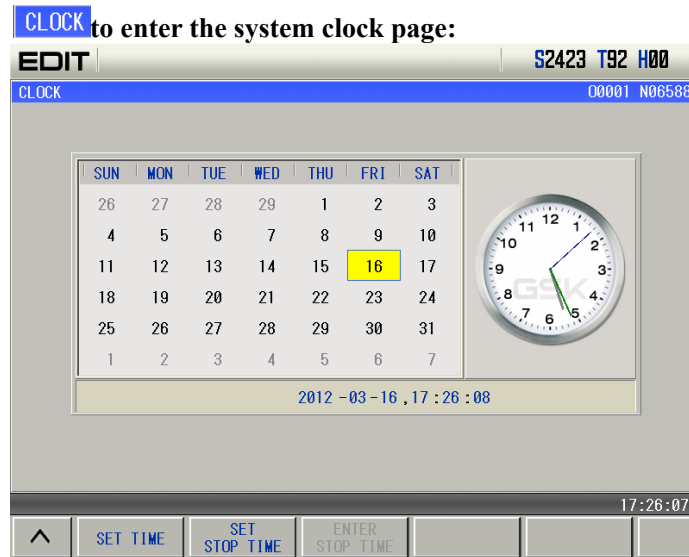 CLOCK to enter the system clock page:
EDIT S2423 T92 H00
CLOCK O0001 N06588
SUN MON TUE WED THU FRI SAT
26 27 28 29 1 2 3
4 5 6 7 8 9 10
11 12 13 14 15 16 17
18 19 20 21 22 23 24
25 26 27 28 29 30 31
1 2 3 4 5 6 7
12
11 1
10 2
9 3
GSK
8 4
7 5
6
2012 -03 -16 ,17 :26 :08
17:26:07
SET TIME
SET
STOP TIME
ENTER
STOP TIME